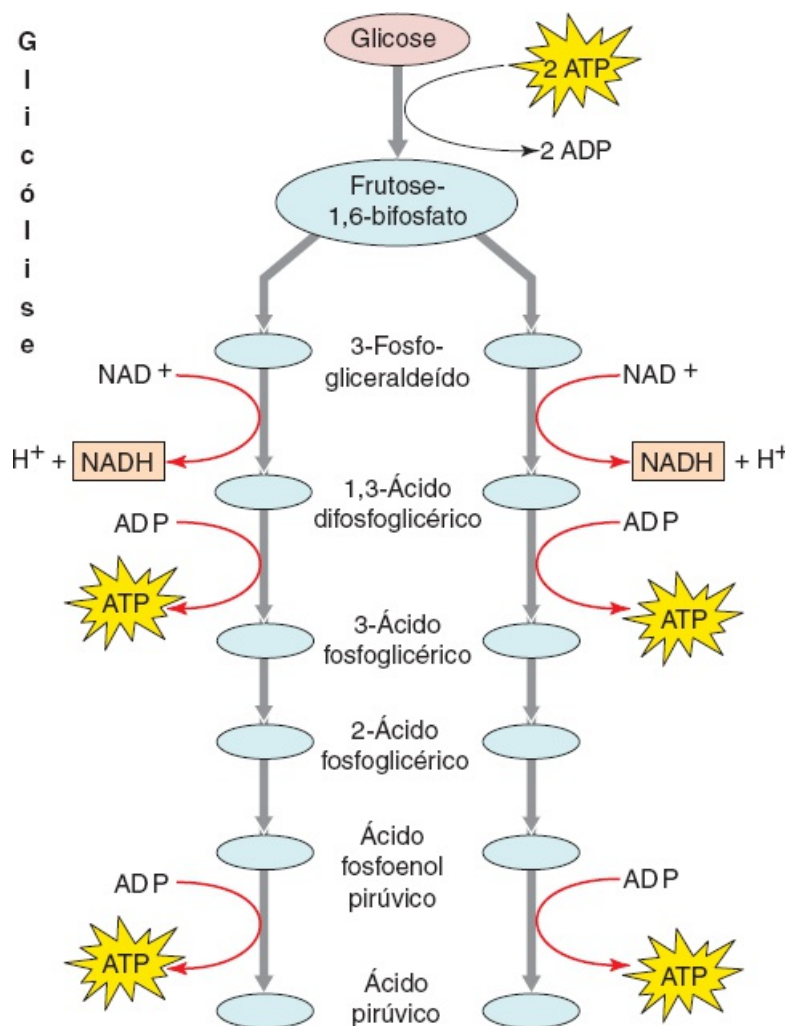 Glicólise
Glicose
2 ATP
2 ADP
Frutose-
1,6-bifosfato
3-Fosfo-
gliceraldeído
NAD +
NAD +
H+ + NADH
NADH + H+
1,3-Ácido
difosfoglicérico
ADP
ADP
ATP
ATP
3-Ácido
fosfoglicérico
2-Ácido
fosfoglicérico
Ácido
fosfoenol
pirúvico
ADP
ADP
ATP
ATP
Ácido
pirúvico